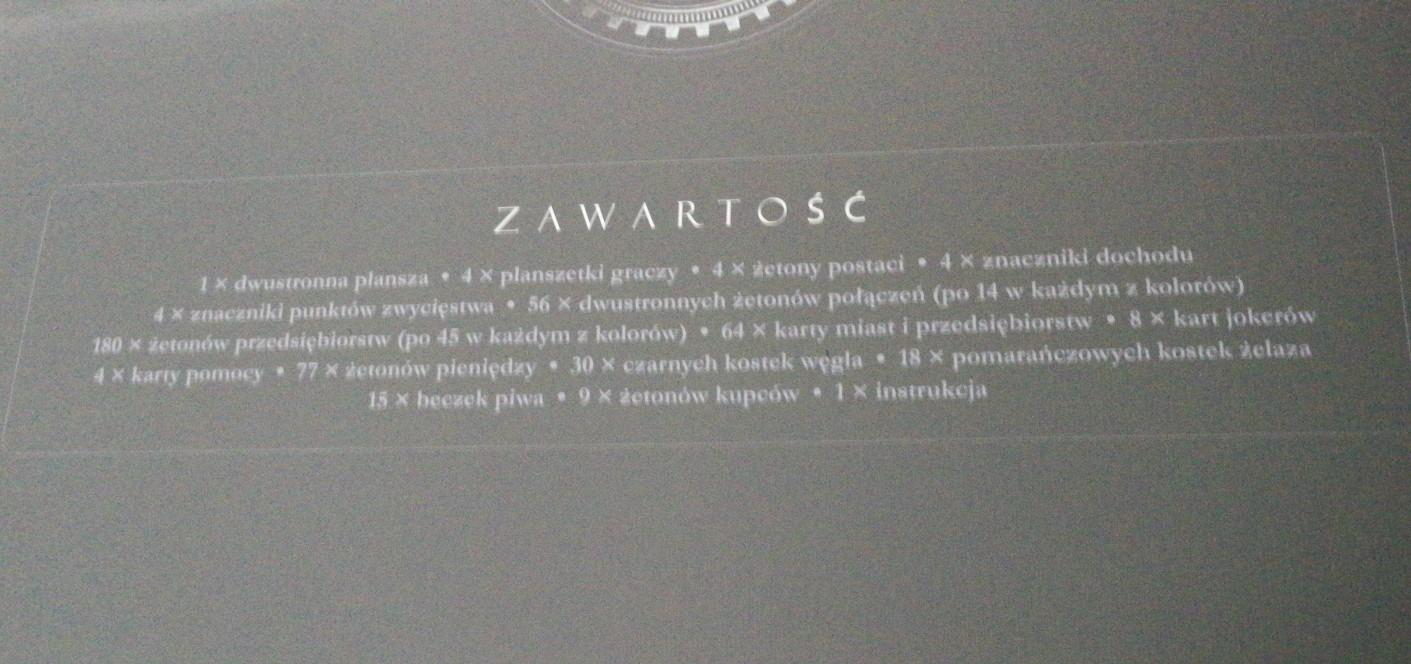 ZAWARTOŚĆ
1 × dwustronna plansza • 4 × planszetki graczy • 4 × żetony postaci • 4 × znaczniki dochodu
4 × znaczniki punktów zwycięstwa • 56 × dwustronnych żetonów połączeń (po 14 w każdym z kolorów)
180 × żetonów przedsiębiorstw (po 45 w każdym z kolorów) • 64 × karty miast i przedsiębiorstw • 8 × kart jokerów
4 × karty pomocy • 77 × żetonów pieniędzy • 30 × czarnych kostek węgla • 18 × pomarańczowych kostek żelaza
15 × beczek piwa • 9 × żetonów kupców • 1 × instrukcja